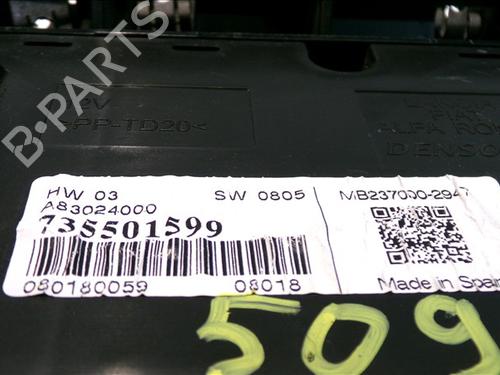 B-PARTS
>PP-TD20<
FIAT
ALFA RO
DENSO
HW 03
SW 0805
MB237000-2947
A83024000
735501599
080180059
08018
Made in Spain
509